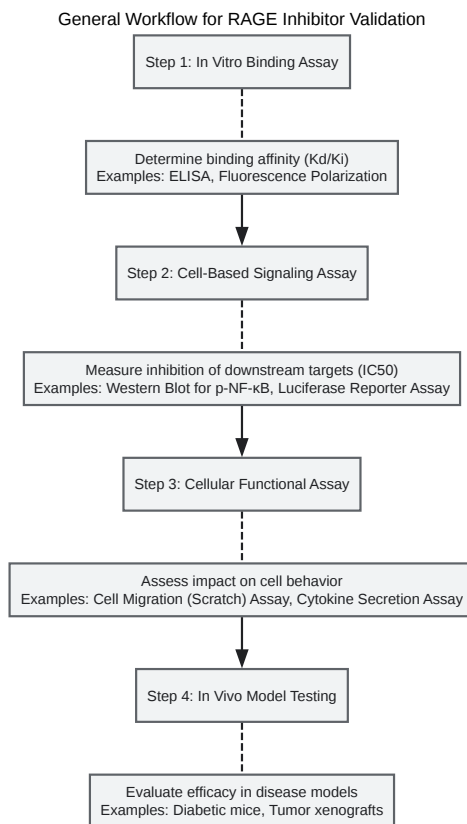 General Workflow for RAGE Inhibitor Validation
Step 1: In Vitro Binding Assay
Determine binding affinity (Kd/Ki)
Examples: ELISA, Fluorescence Polarization
Step 2: Cell-Based Signaling Assay
Measure inhibition of downstream targets (IC50)
Examples: Western Blot for p-NF-κB, Luciferase Reporter Assay
Step 3: Cellular Functional Assay
Assess impact on cell behavior
Examples: Cell Migration (Scratch) Assay, Cytokine Secretion Assay
Step 4: In Vivo Model Testing
Evaluate efficacy in disease models
Examples: Diabetic mice, Tumor xenografts